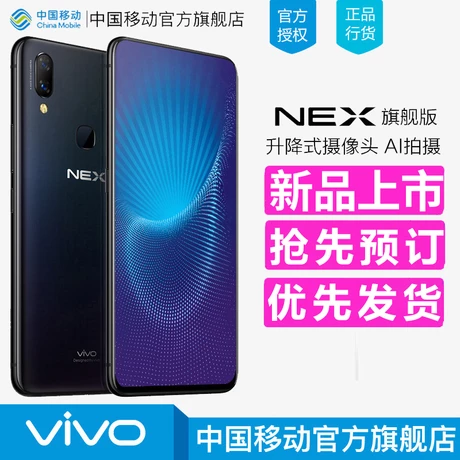 中国移动
China Mobile
中国移动官方旗舰店
官方
授权
正品
行货
NEX 旗舰版
升降式摄像头 AI拍摄
新品上市
抢先预订
优先发货
NEX
vivo
vivo
中国移动官方旗舰店